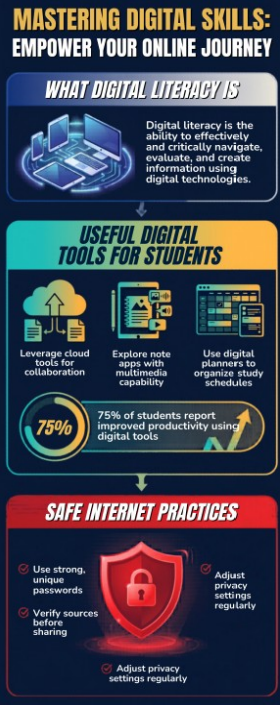 MASTERING DIGITAL SKILLS:
EMPOWER YOUR ONLINE JOURNEY
WHAT DIGITAL LITERACY IS
Digital literacy is the
ability to effectively
and critically navigate,
evaluate, and create
information using
digital technologies.
USEFUL DIGITAL
TOOLS FOR STUDENTS
Leverage cloud
tools for
collaboration
Explore note
apps with
multimedia
capability
Use digital
planners to
organize study
schedules
75%
75% of students report
improved productivity using
digital tools
SAFE INTERNET PRACTICES
Use strong,
unique
passwords
Verify sources
before
sharing
Adjust
privacy
settings
regularly
Adjust privacy
settings regularly